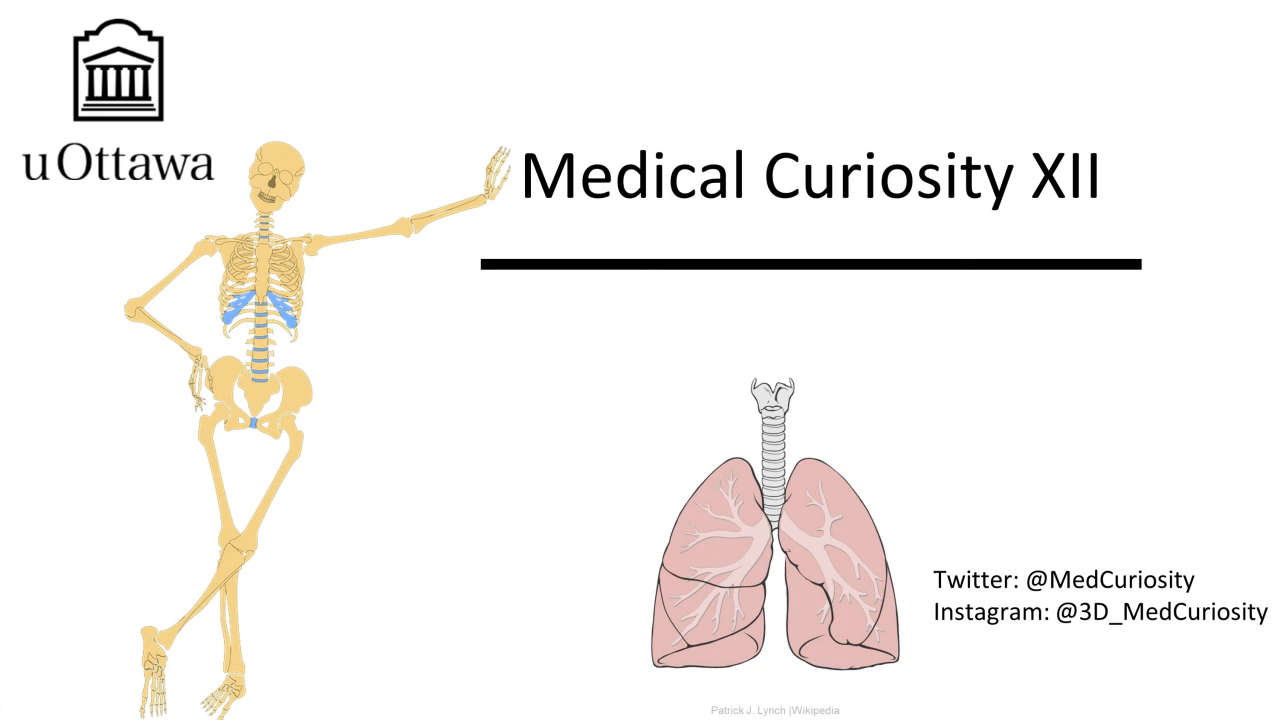 uOttawa
Medical Curiosity XII
Twitter: @MedCuriosity
Instagram: @3D_MedCuriosity
Patrick J. Lynch |Wikipedia